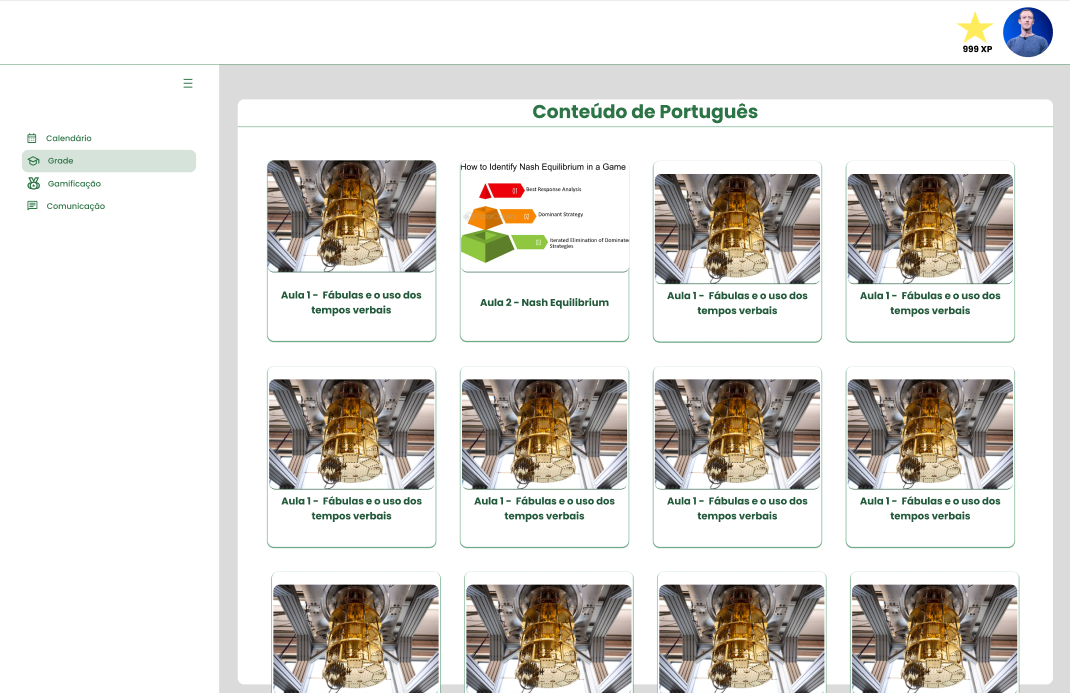 999 XP
Calendário
Grade
Gamificação
Comunicação
Conteúdo de Português
How to Identify Nash Equilibrium in a Game
01
Best Response Analysis
02
Dominant Strategy
03
Iterated Elimination of Dominated
Strategies
Aula 1 - Fábulas e o uso dos
tempos verbais
Aula 2 - Nash Equilibrium
Aula 1 - Fábulas e o uso dos
tempos verbais
Aula 1 - Fábulas e o uso dos
tempos verbais
Aula 1 - Fábulas e o uso dos
tempos verbais
Aula 1 - Fábulas e o uso dos
tempos verbais
Aula 1 - Fábulas e o uso dos
tempos verbais
Aula 1 - Fábulas e o uso dos
tempos verbais